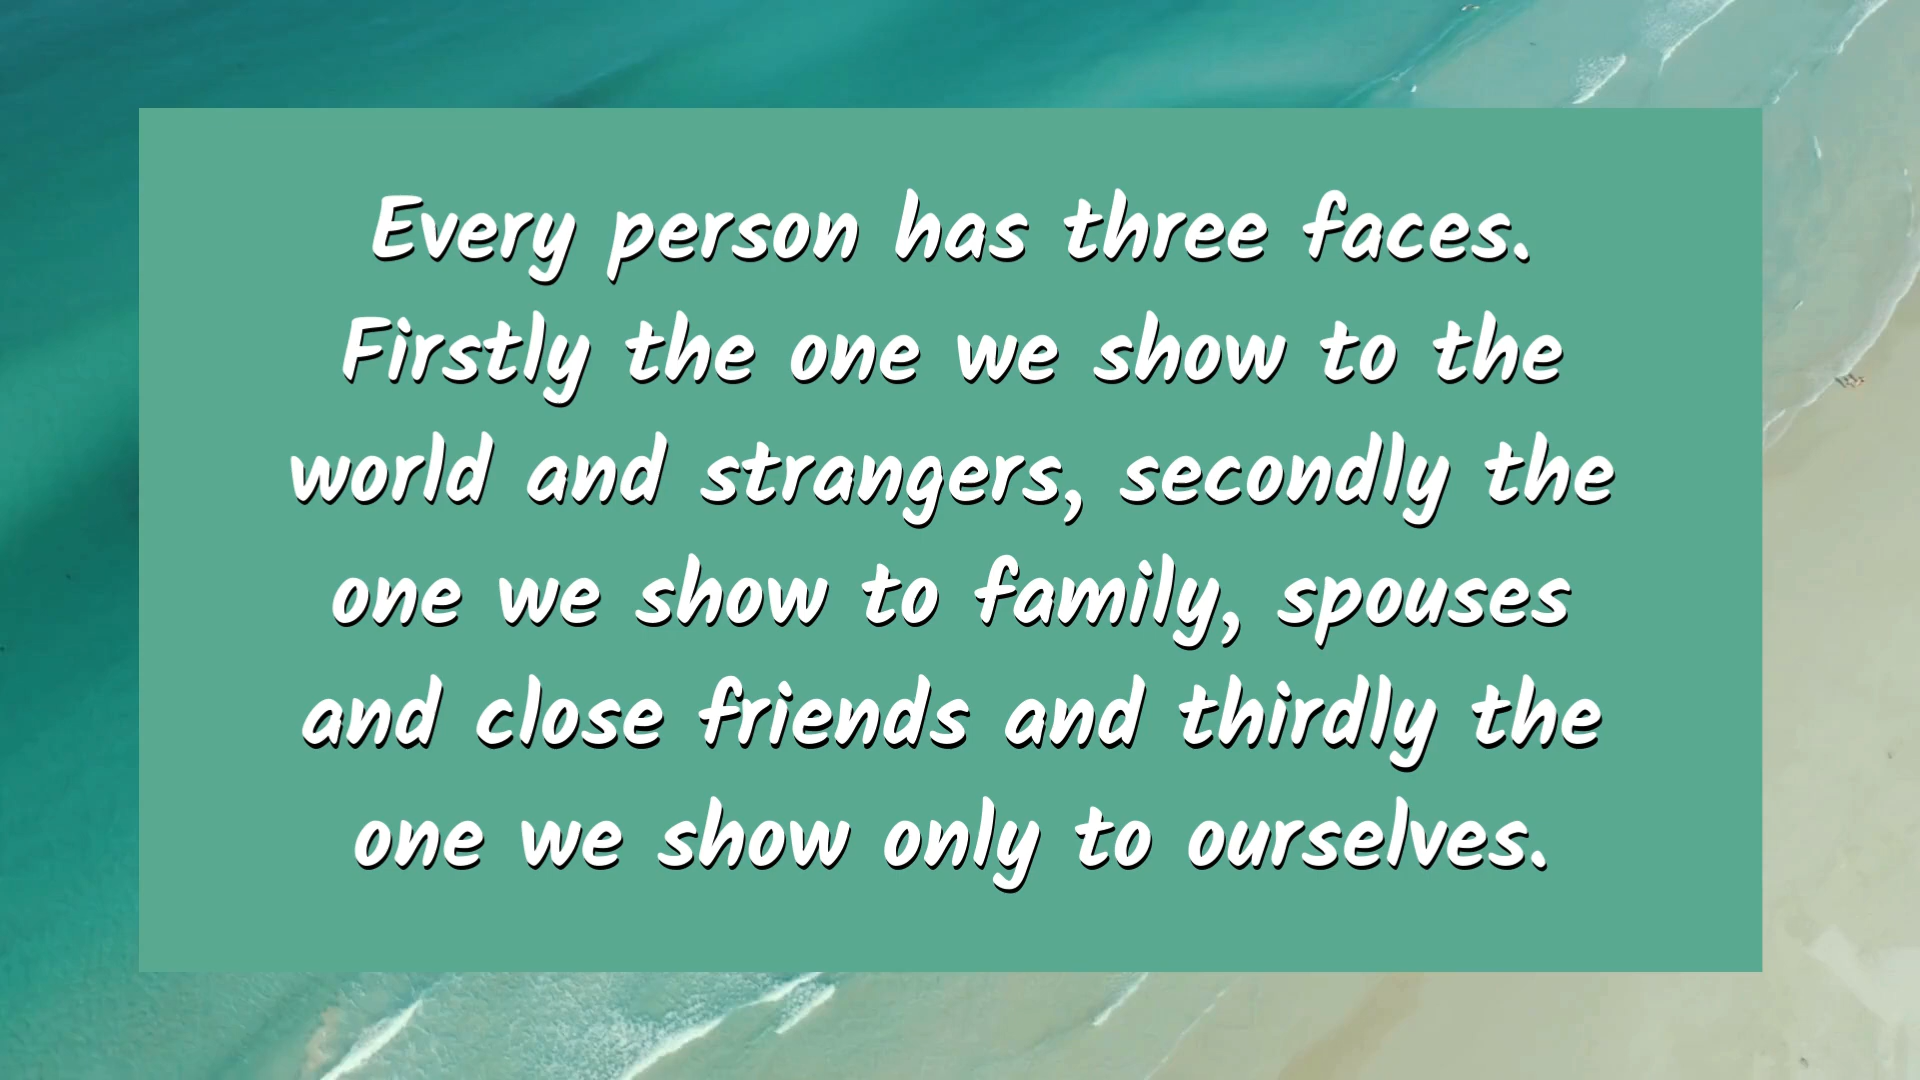 Every person has three faces.
Firstly the one we show to the
world and strangers, secondly the
one we show to family, spouses
and close friends and thirdly the
one we show only to ourselves.